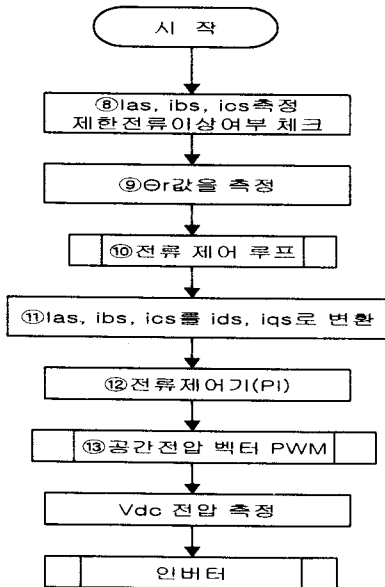 시 작
⑧Ias, ibs, ics측정
제한전류이상여부 체크
⑨Θr값을 측정
⑩전류 제어 루프
⑪Ias, ibs, ics를 ids, iqs로 변환
⑫전류제어기(PI)
⑬공간전압 벡터 PWM
Vdc 전압 측정
인버터